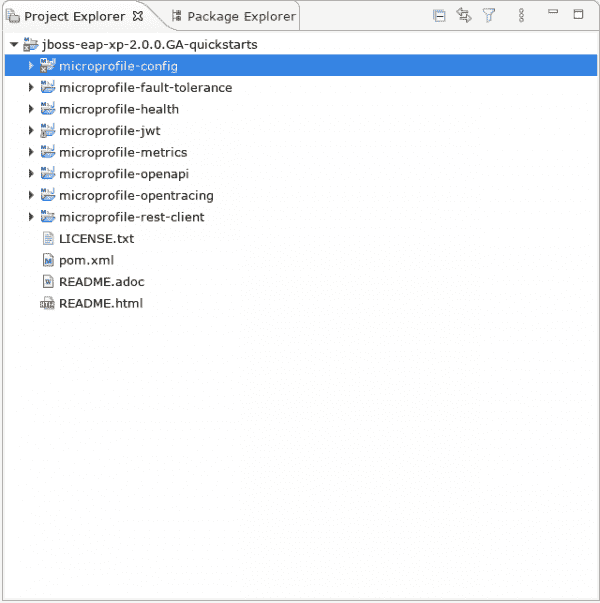 Project Explorer Package Explorer
jboss-eap-xp-2.0.0.GA-quickstarts
microprofile-config
microprofile-fault-tolerance
microprofile-health
microprofile-jwt
microprofile-metrics
microprofile-openapi
microprofile-opentracing
microprofile-rest-client
LICENSE.txt
pom.xml
README.adoc
README.html